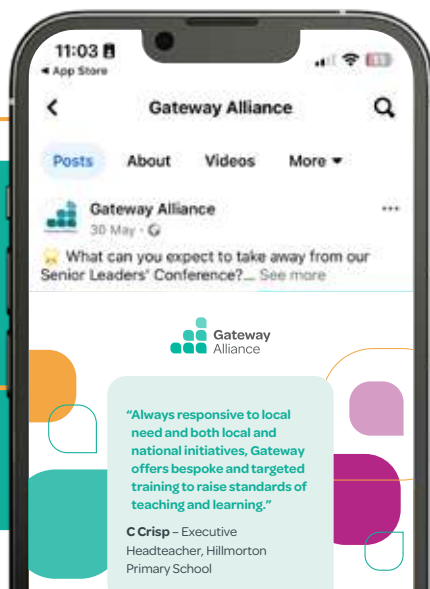 11:03
App Store
Gateway Alliance
Posts About Videos More
Gateway Alliance
30 May
What can you expect to take away from our
Senior Leaders' Conference?... See more
Gateway
Alliance
“Always responsive to local
need and both local and
national initiatives, Gateway
offers bespoke and targeted
training to raise standards of
teaching and learning.”
C Crisp – Executive
Headteacher, Hillmorton
Primary School